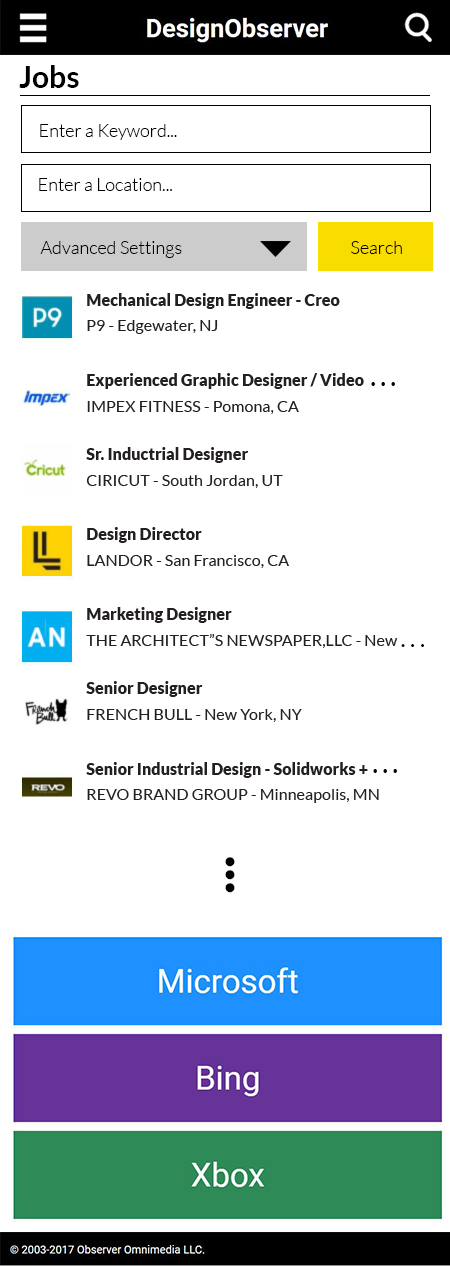 DesignObserver
Jobs
Enter a Keyword...
Enter a Location...
Advanced Settings
Search
P9
Mechanical Design Engineer - Creo
P9 - Edgewater, NJ
Impex
Experienced Graphic Designer / Video ...
IMPEX FITNESS - Pomona, CA
Cricut
Sr. Inductrial Designer
CIRICUT - South Jordan, UT
L
Design Director
LANDOR - San Francisco, CA
AN
Marketing Designer
THE ARCHITECT”S NEWSPAPER,LLC - New ...
French Bull
Senior Designer
FRENCH BULL - New York, NY
REVO
Senior Industrial Design - Solidworks + ...
REVO BRAND GROUP - Minneapolis, MN
Microsoft
Bing
Xbox
© 2003-2017 Observer Omnimedia LLC.